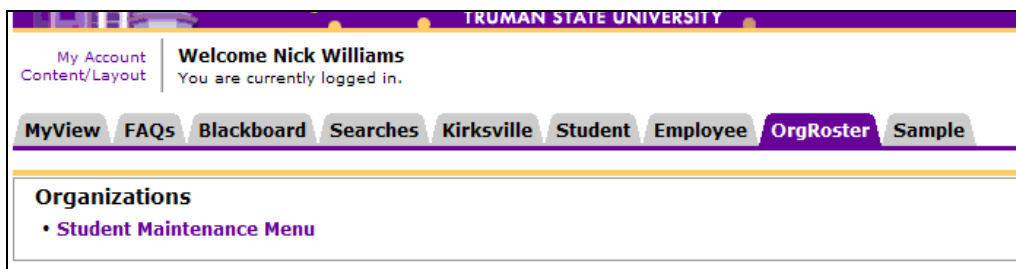 TRUMAN STATE UNIVERSITY
My Account
Content/Layout
Welcome Nick Williams
You are currently logged in.
MyView FAQs Blackboard Searches Kirksville Student Employee OrgRoster Sample
Organizations
• Student Maintenance Menu